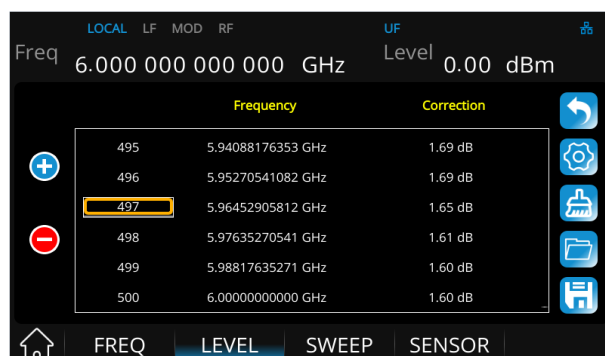 LOCAL LF MOD RF UF
Freq 6.000 000 000 000 GHz Level 0.00 dBm
Frequency Correction
495 5.94088176353 GHz 1.69 dB
496 5.95270541082 GHz 1.69 dB
497 5.96452905812 GHz 1.65 dB
498 5.97635270541 GHz 1.61 dB
499 5.98817635271 GHz 1.60 dB
500 6.00000000000 GHz 1.60 dB
FREQ LEVEL SWEEP SENSOR